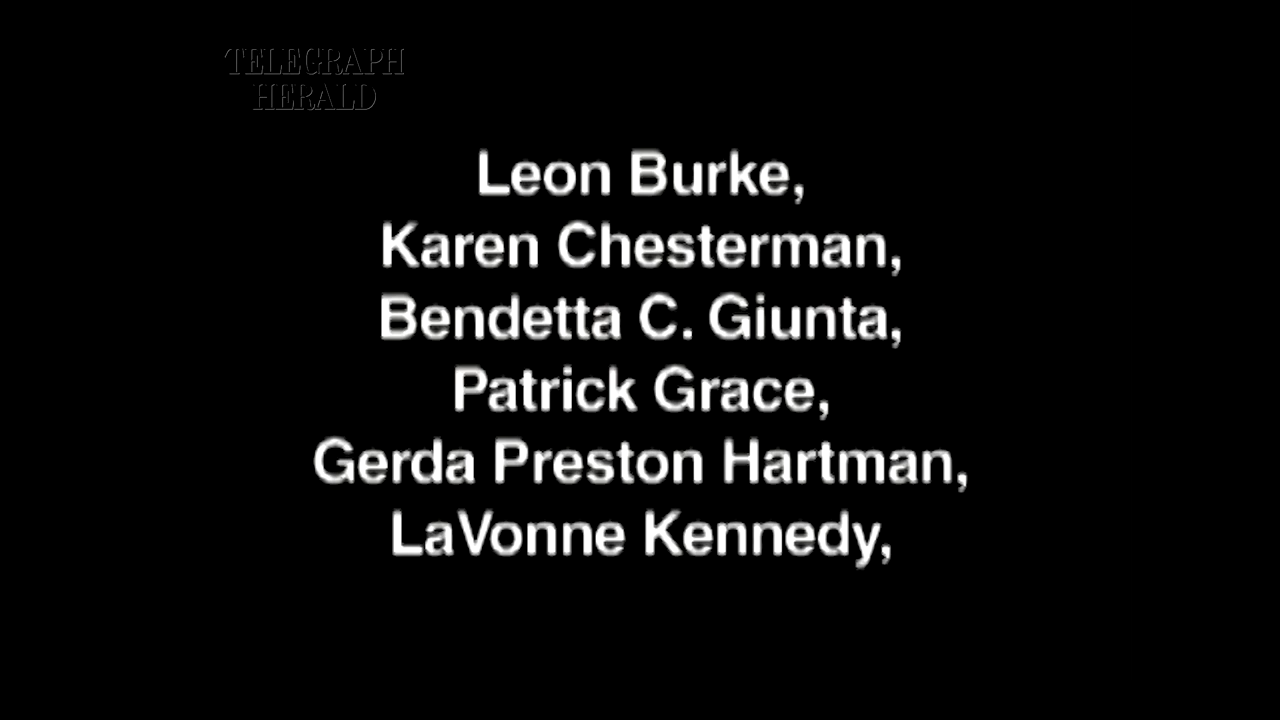 TELEGRAPH
HERALD
Leon Burke,
Karen Chesterman,
Bendetta C. Giunta,
Patrick Grace,
Gerda Preston Hartman,
LaVonne Kennedy,